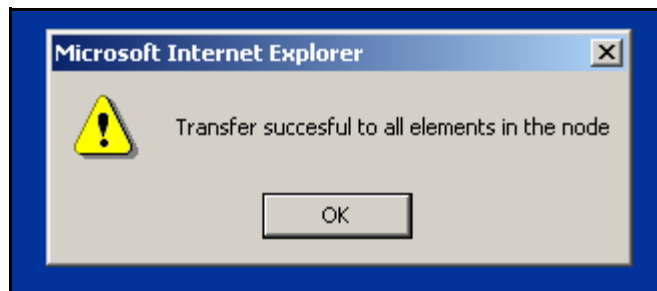 Microsoft Internet Explorer
Transfer succesful to all elements in the node
OK